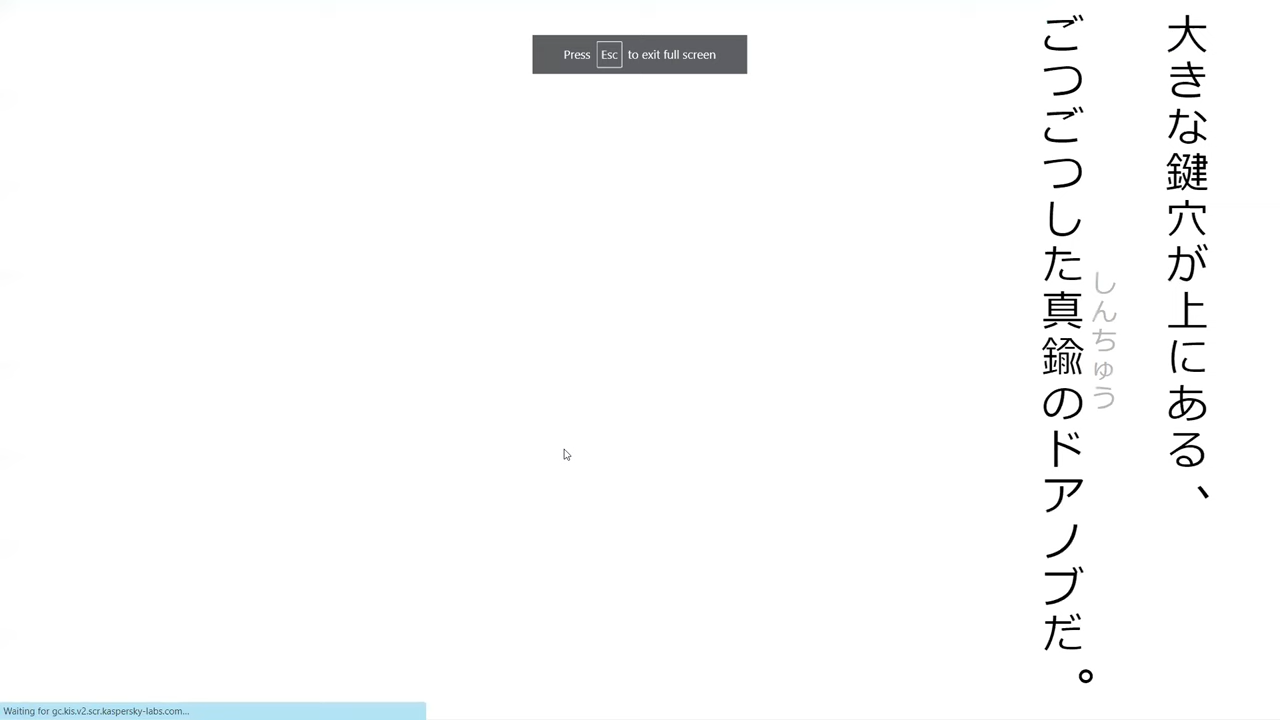 Press Esc to exit full screen
大きな鍵穴が上にある、
ごつごつした真鍮のドアノブだ。
しんちゅう
Waiting for gc.kis.v2.scr.kaspersky-labs.com...